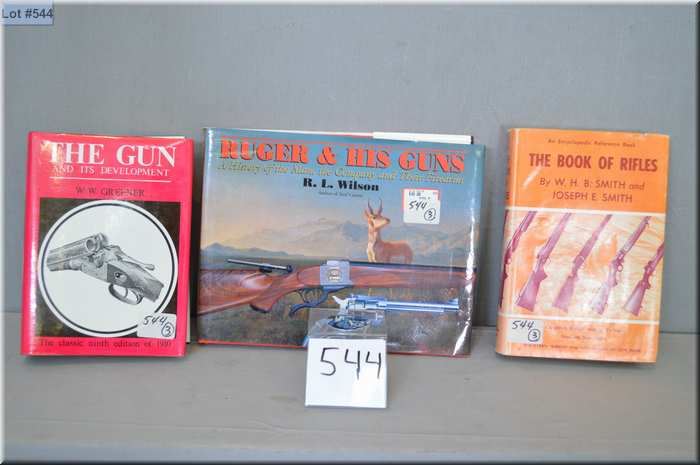 Lot #544
THE GUN
AND ITS DEVELOPMENT
W. W. GREENER
544
3
The classic ninth edition of 1910
RUGER & HIS GUNS
A History of the Man, the Company and Their Firearms
R. L. Wilson
544
3
544
An Encyclopedic Reference Book
THE BOOK OF RIFLES
By W. H. B. SMITH and
JOSEPH E. SMITH
544
3